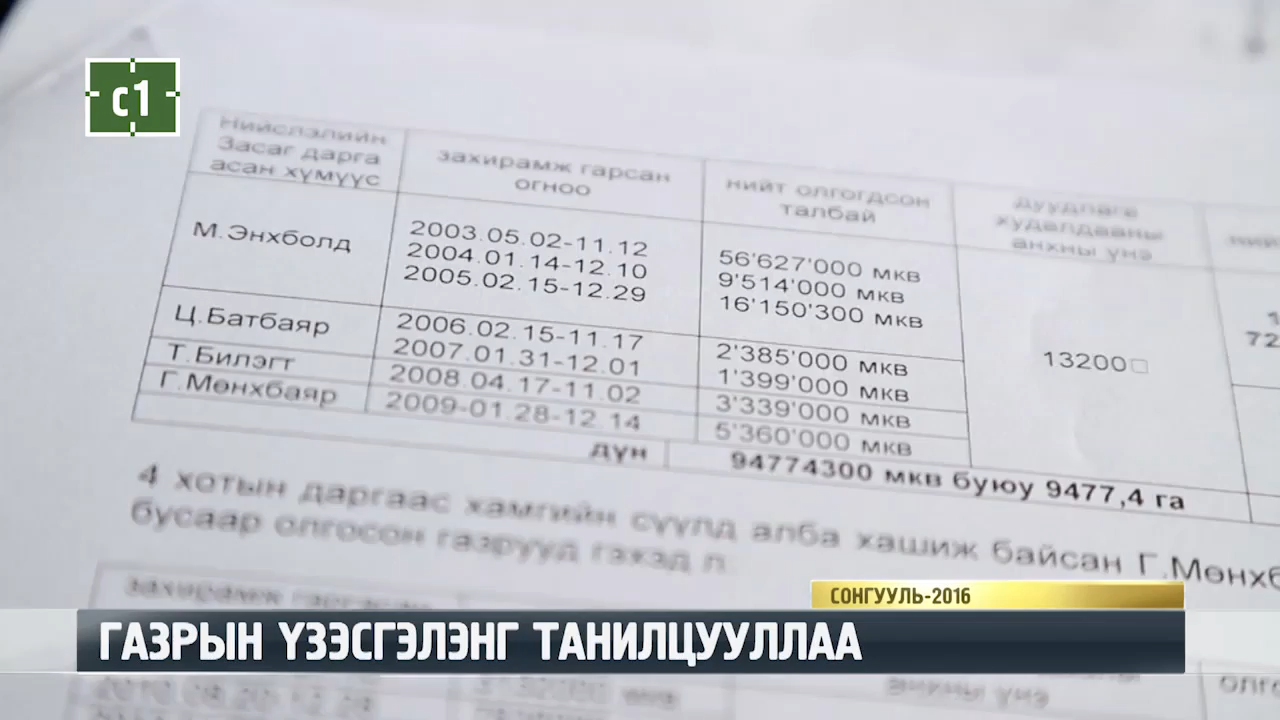 с1
Нийслэлийн
Засаг дарга
асан хүмүүс
захирамж гарсан
огноо
нийт олгогдсон
талбай
дуудлага
худалдааны
анхны үнэ
М.Энхболд
2003.05.02-11.12
2004.01.14-12.10
2005.02.15-12.29
56'627'000 мкв
9'514'000 мкв
16'150'300 мкв
13200□
72
Ц.Батбаяр
2006.02.15-11.17
2'385'000 мкв
Т.Билэгт
2007.01.31-12.01
1'399'000 мкв
Г.Мөнхбаяр
2008.04.17-11.02
3'339'000 мкв
2009-01.28-12.14
5'360'000 мкв
дүн
94774300 мкв буюу 9477,4 га
4 хотын даргаас хамгийн сүүлд алба хашиж байсан Г.Мөнхб
бусаар олгосон газрууд гэхэд л:
СОНГУУЛЬ-2016
ГАЗРЫН ҮЗЭСГЭЛЭНГ ТАНИЛЦУУЛЛАА
анхны үнэ